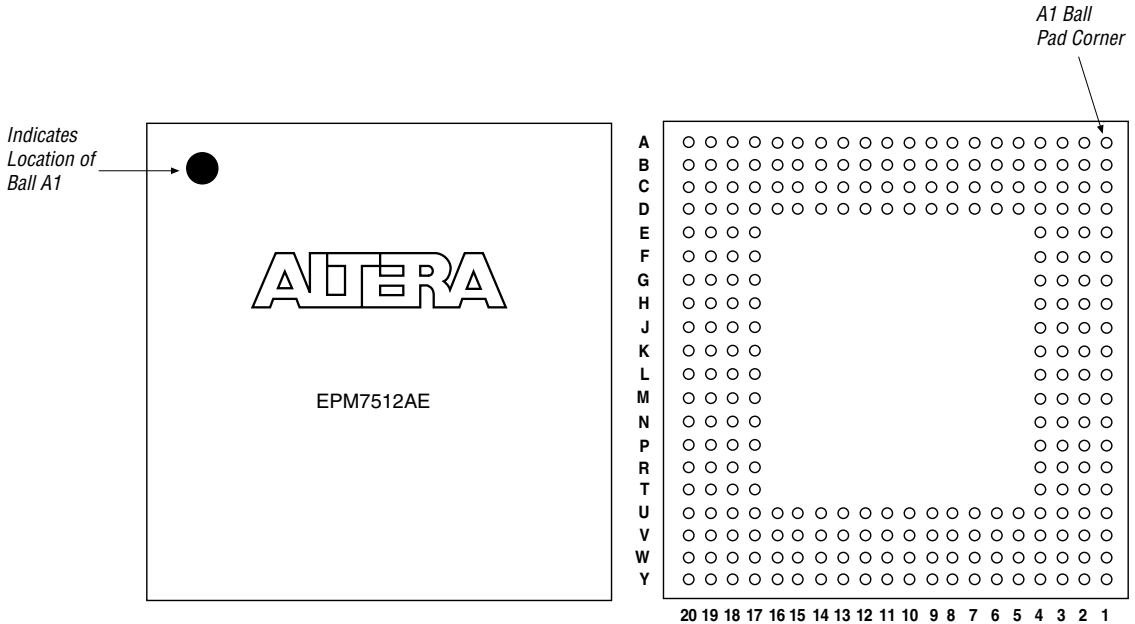 A1 Ball
Pad Corner
Indicates
Location of
Ball A1
ALTERA
EPM7512AE
A
B
C
D
E
F
G
H
J
K
L
M
N
P
R
T
U
V
W
Y
20 19 18 17 16 15 14 13 12 11 10 9 8 7 6 5 4 3 2 1